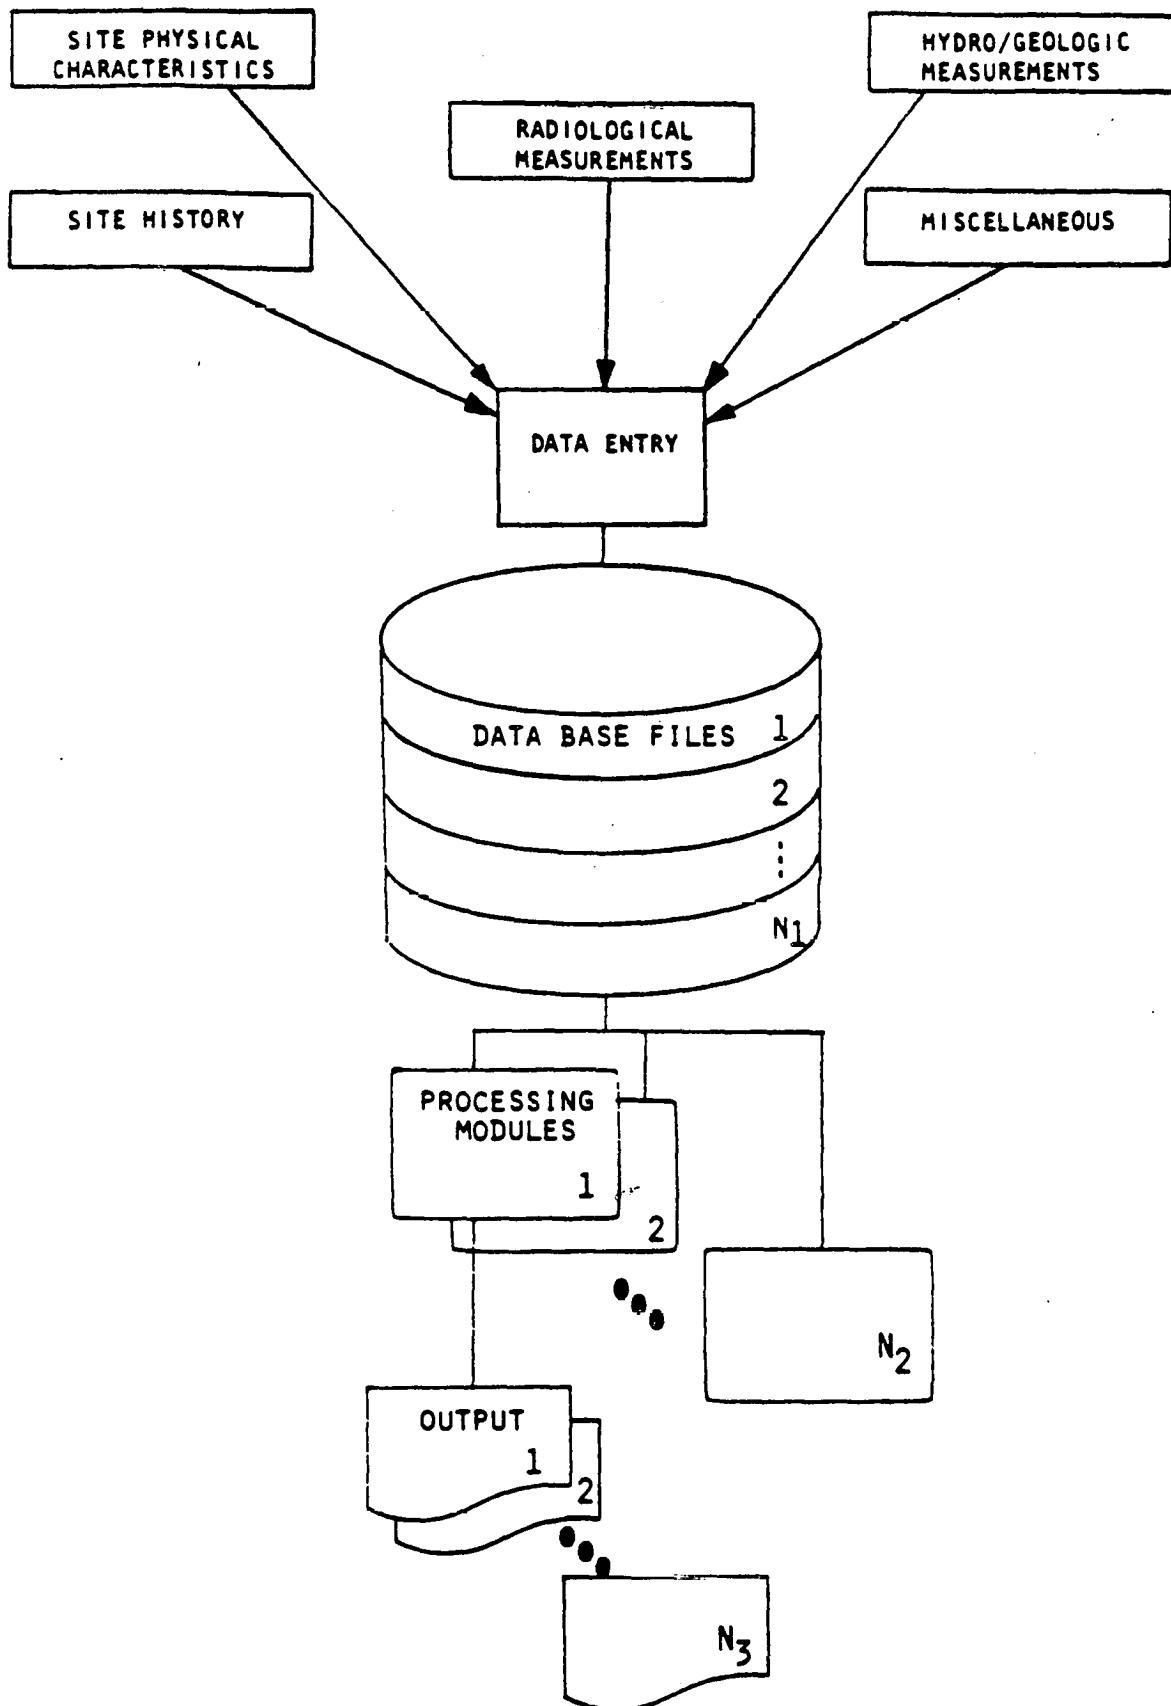 SITE PHYSICAL
CHARACTERISTICS
HYDRO/GEOLOGIC
MEASUREMENTS
RADIOLOGICAL
MEASUREMENTS
SITE HISTORY
MISCELLANEOUS
DATA ENTRY
DATA BASE FILES 1
2
⋮
N1
PROCESSING
MODULES
1
2
N2
OUTPUT
1
2
N3